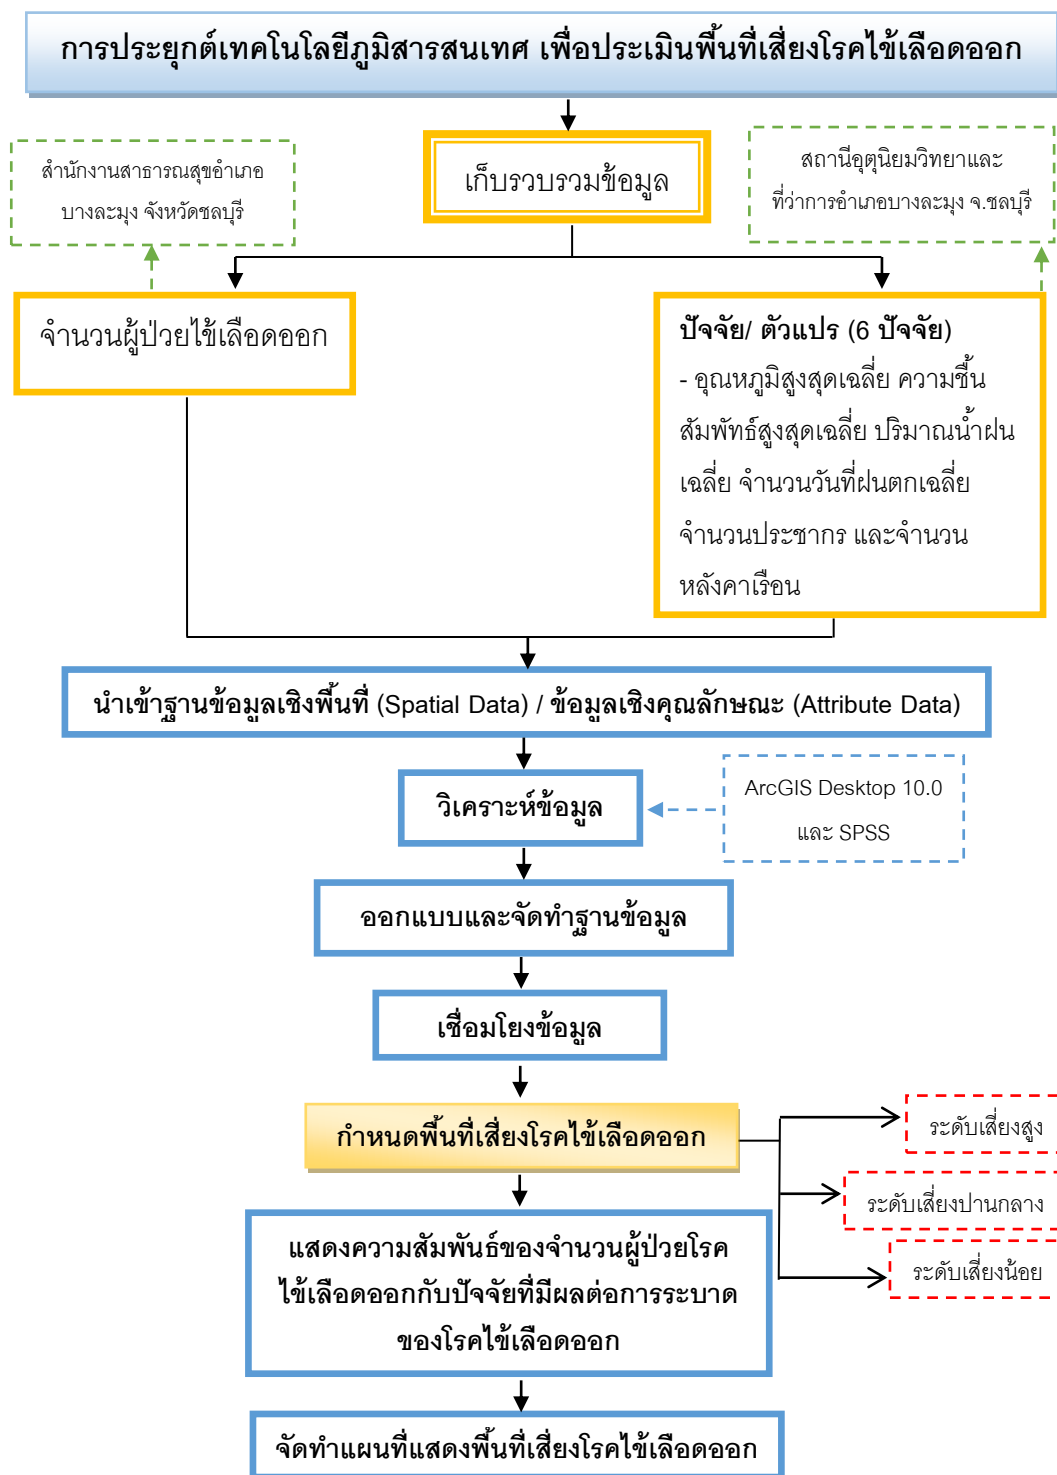 การประยุกต์เทคโนโลยีภูมิสารสนเทศ เพื่อประเมินพื้นที่เสี่ยงโรคไข้เลือดออก
สำนักงานสาธารณสุขอำเภอ
บางละมุง จังหวัดชลบุรี
เก็บรวบรวมข้อมูล
สถานีอุตุนิยมวิทยาและ
ที่ว่าการอำเภอบางละมุง จ.ชลบุรี
จำนวนผู้ป่วยไข้เลือดออก
ปัจจัย/ ตัวแปร (6 ปัจจัย)
- อุณหภูมิสูงสุดเฉลี่ย ความชื้น
สัมพัทธ์สูงสุดเฉลี่ย ปริมาณน้ำฝน
เฉลี่ย จำนวนวันที่ฝนตกเฉลี่ย
จำนวนประชากร และจำนวน
หลังคาเรือน
นำเข้าฐานข้อมูลเชิงพื้นที่ (Spatial Data) / ข้อมูลเชิงคุณลักษณะ (Attribute Data)
วิเคราะห์ข้อมูล
ArcGIS Desktop 10.0
และ SPSS
ออกแบบและจัดทำฐานข้อมูล
เชื่อมโยงข้อมูล
กำหนดพื้นที่เสี่ยงโรคไข้เลือดออก
ระดับเสี่ยงสูง
ระดับเสี่ยงปานกลาง
ระดับเสี่ยงน้อย
แสดงความสัมพันธ์ของจำนวนผู้ป่วยโรค
ไข้เลือดออกกับปัจจัยที่มีผลต่อการระบาด
ของโรคไข้เลือดออก
จัดทำแผนที่แสดงพื้นที่เสี่ยงโรคไข้เลือดออก